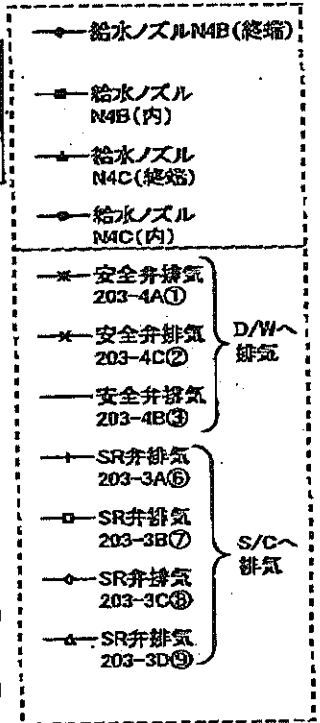 給水ノズルN4B(終端)
給水ノズル
N4B(内)
給水ノズル
N4C(終端)
給水ノズル
N4C(内)
安全弁排気
203-4A①
安全弁排気
203-4C②
安全弁排気
203-4B③
D/Wへ
排気
SR弁排気
203-3A⑥
SR弁排気
203-3B⑦
SR弁排気
203-3C⑧
SR弁排気
203-3D⑨
S/Cへ
排気